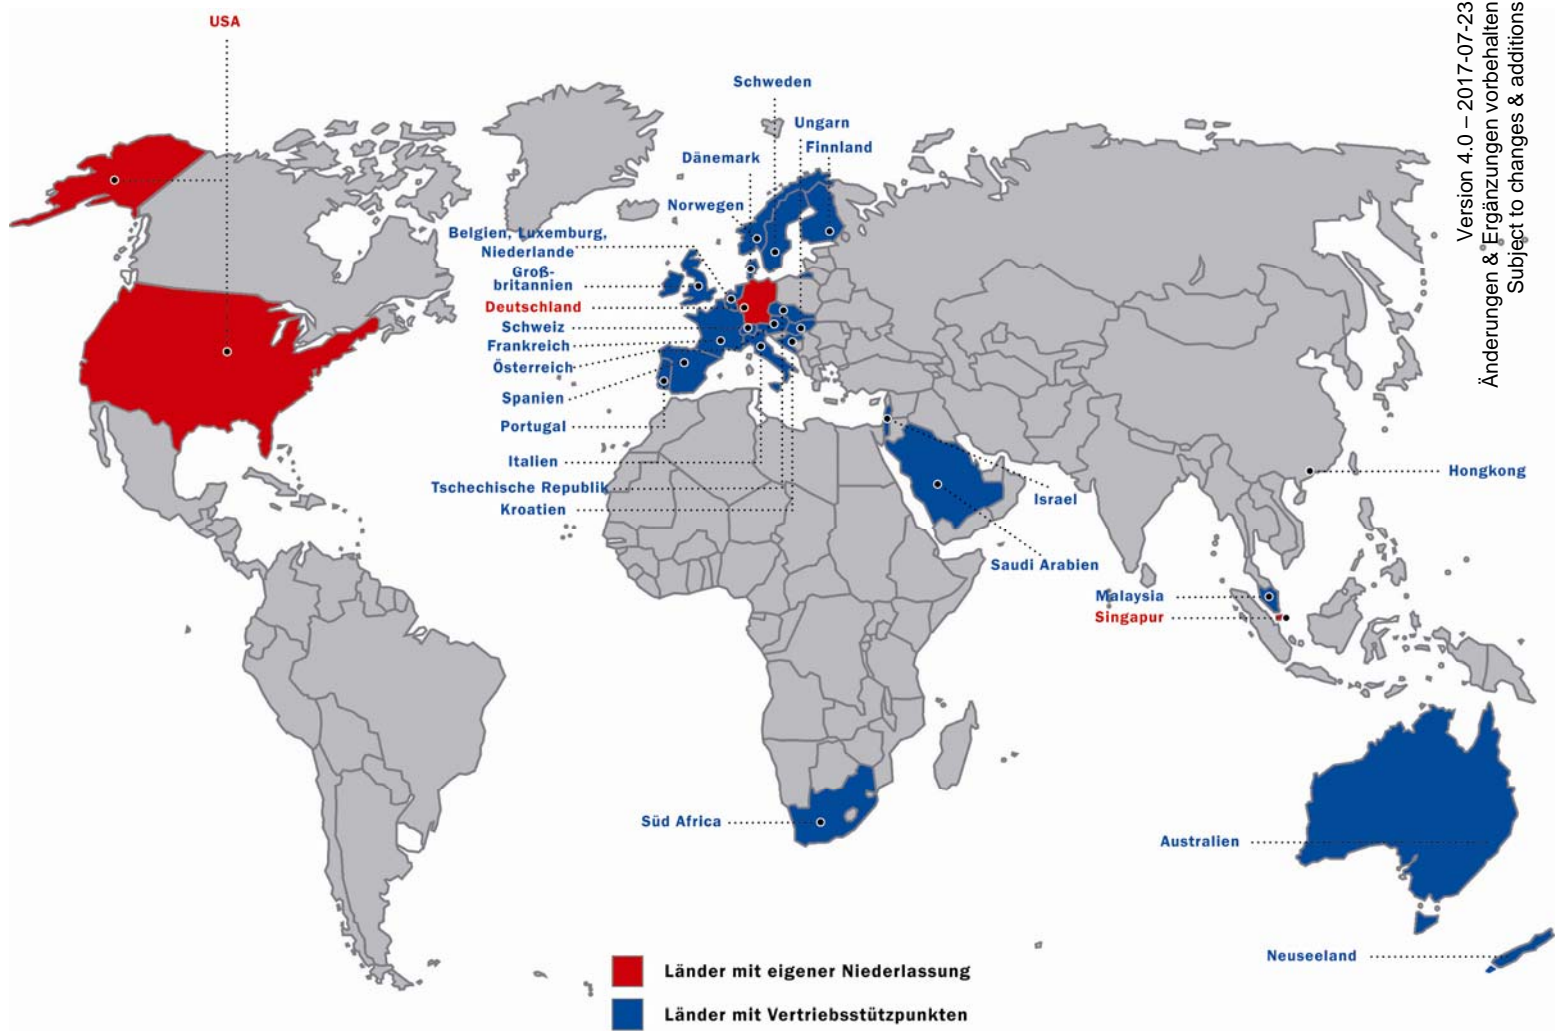 USA
Version 4.0 – 2017-07-23
Änderungen & Ergänzungen vorbehalten
Subject to changes & additions
Schweden
Ungarn
Finnland
Dänemark
Norwegen
Belgien, Luxemburg,
Niederlande
Groß-
britannien
Deutschland
Schweiz
Frankreich
Österreich
Spanien
Portugal
Italien
Tschechische Republik
Kroatien
Hongkong
Israel
Saudi Arabien
Malaysia
Singapur
Süd Africa
Australien
Neuseeland
Länder mit eigener Niederlassung
Länder mit Vertriebsstützpunkten